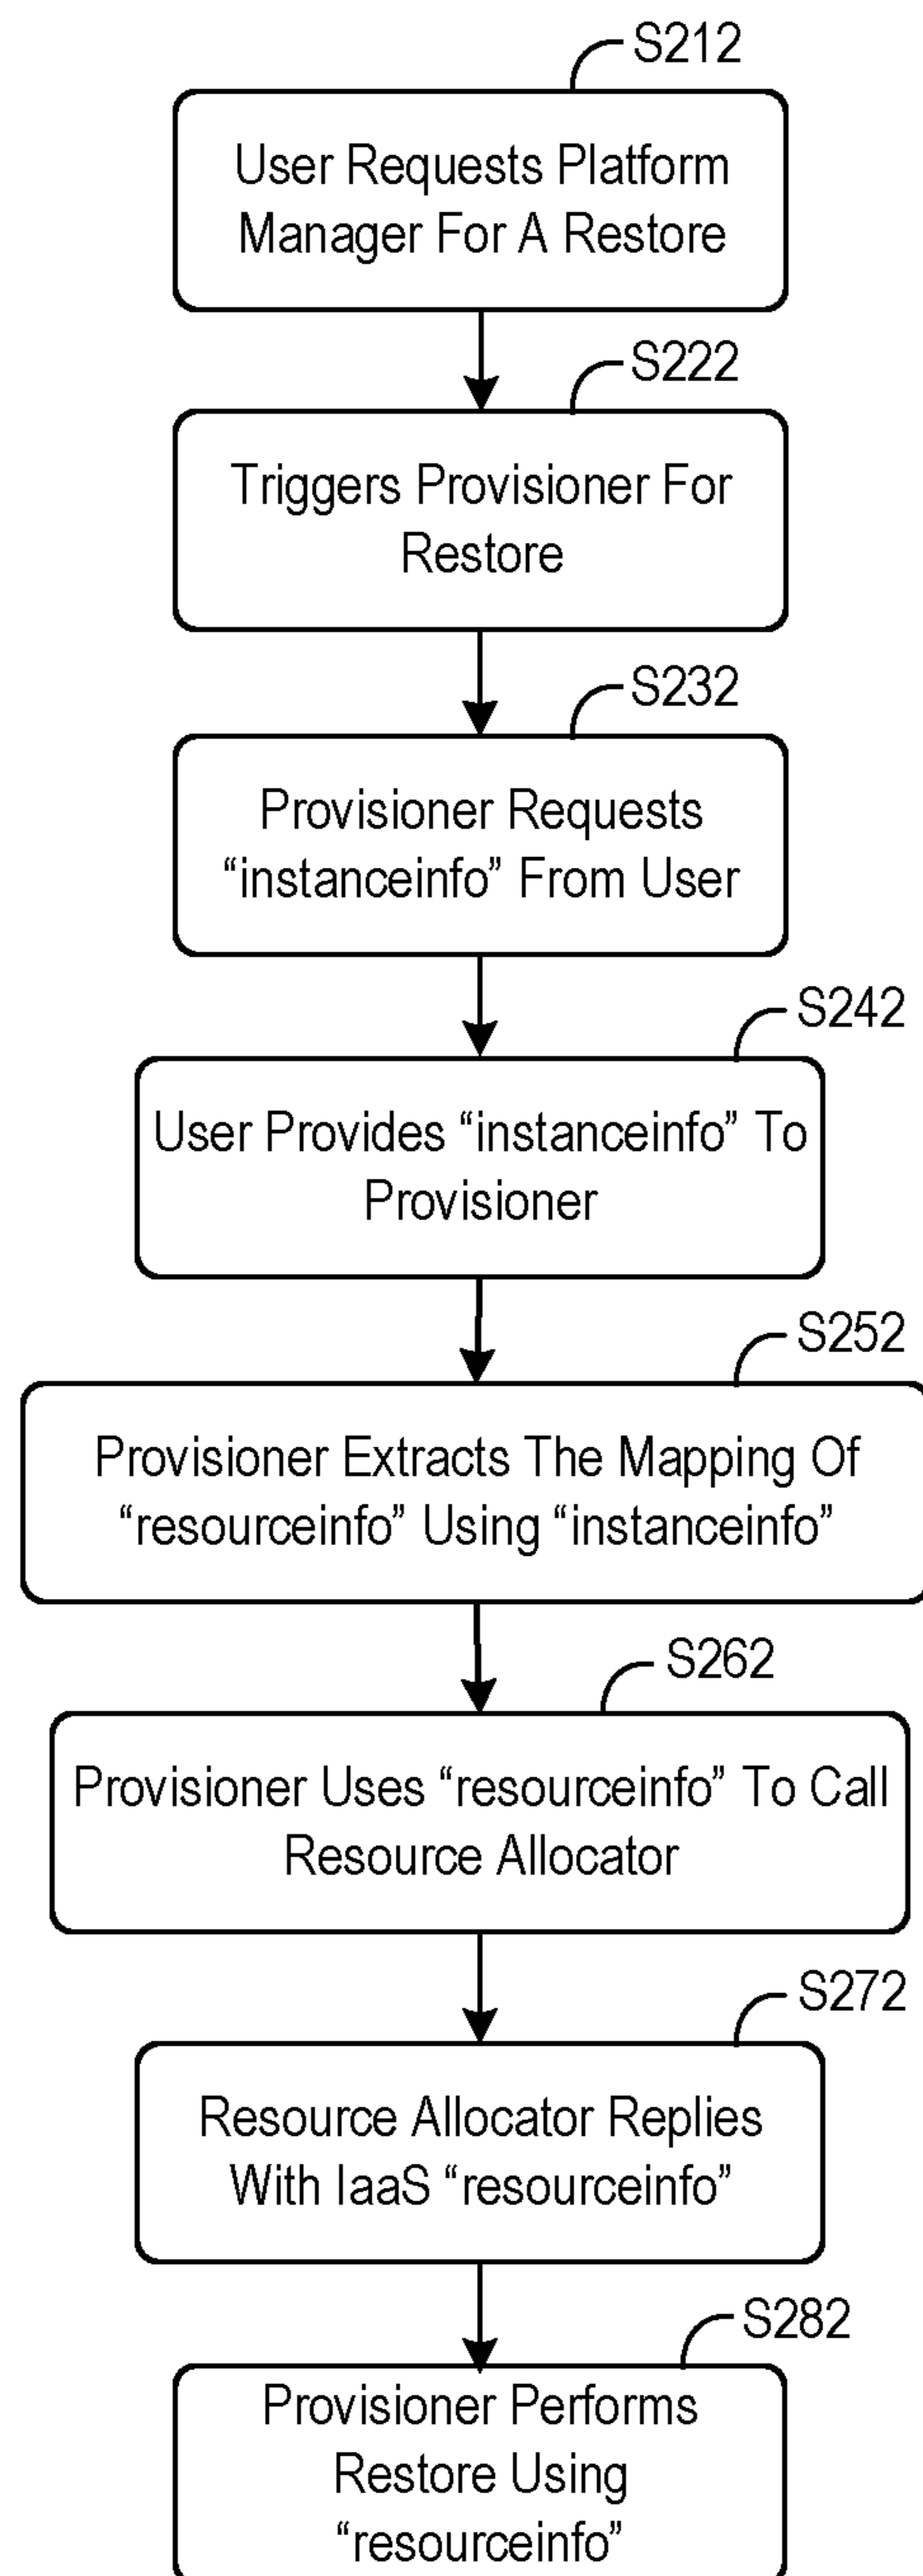 S212
User Requests Platform
Manager For A Restore
S222
Triggers Provisioner For
Restore
S232
Provisioner Requests
“instanceinfo” From User
S242
User Provides “instanceinfo” To
Provisioner
S252
Provisioner Extracts The Mapping Of
“resourceinfo” Using “instanceinfo”
S262
Provisioner Uses “resourceinfo” To Call
Resource Allocator
S272
Resource Allocator Replies
With IaaS “resourceinfo”
S282
Provisioner Performs
Restore Using
“resourceinfo”